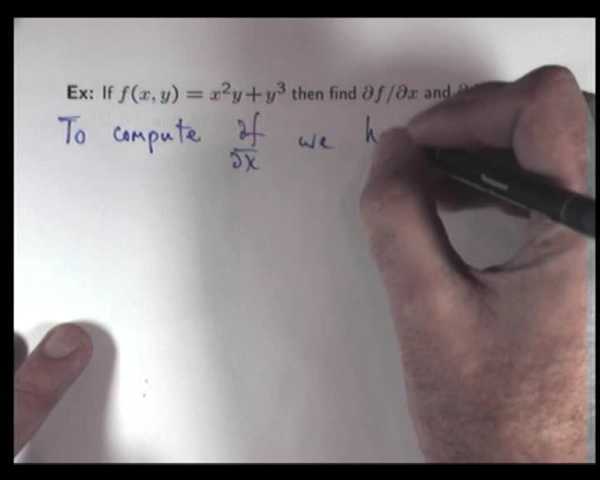 Ex: If f(x, y) = x²y + y³ then find ∂f/∂x and
To compute ∂f/∂x we